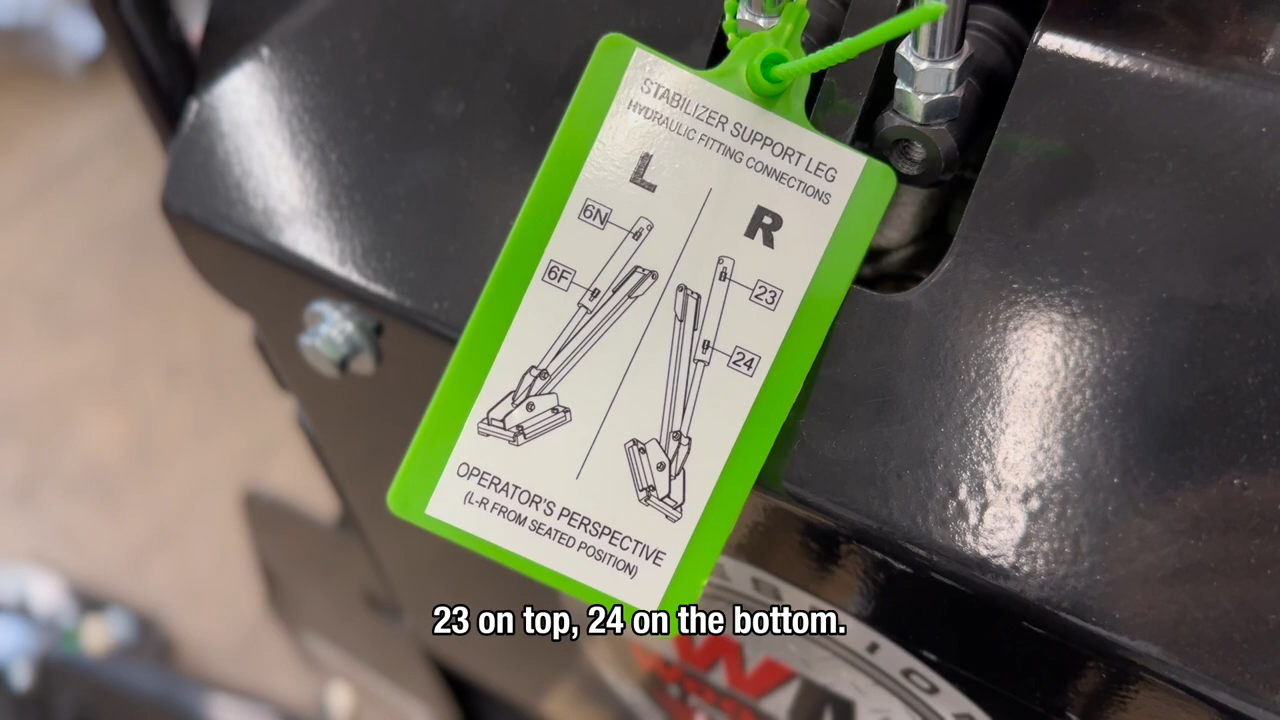 STABILIZER SUPPORT LEG
HYDRAULIC FITTING CONNECTIONS
L
R
6N
6F
23
24
OPERATOR'S PERSPECTIVE
(L-R FROM SEATED POSITION)
23 on top, 24 on the bottom.